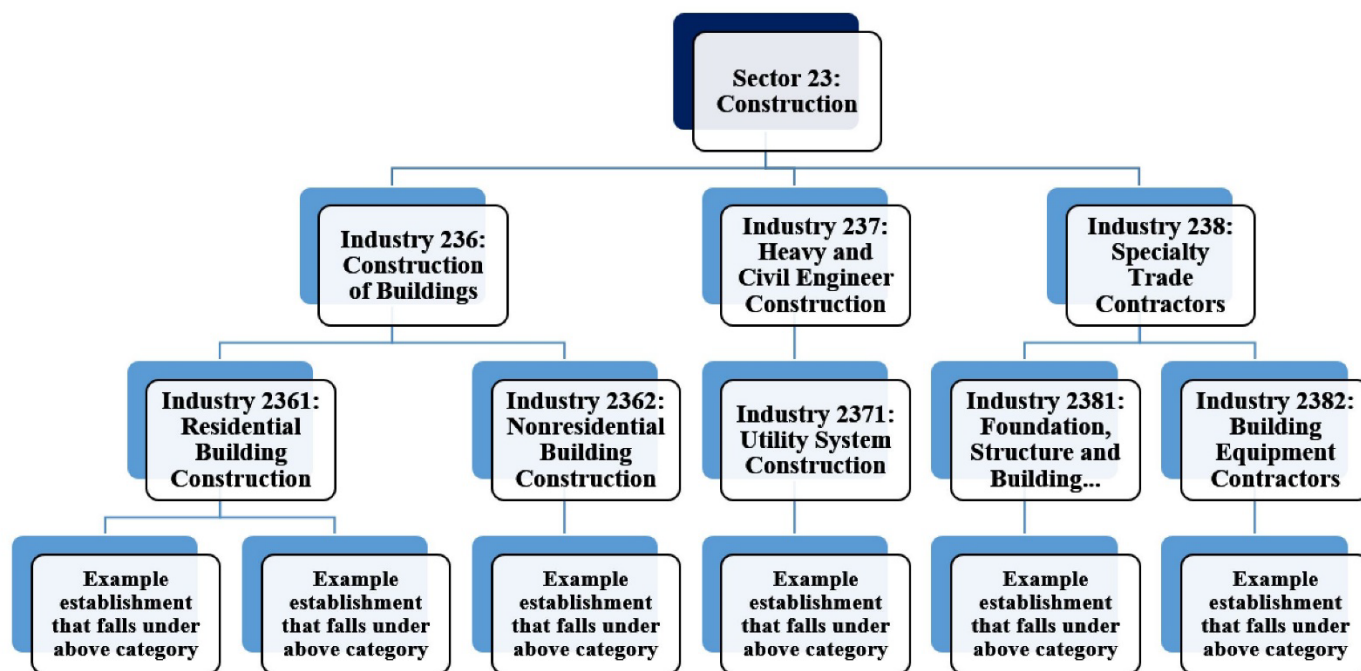 Sector 23:
Construction
Industry 236:
Construction
of Buildings
Industry 237:
Heavy and
Civil Engineer
Construction
Industry 238:
Specialty
Trade
Contractors
Industry 2361:
Residential
Building
Construction
Industry 2362:
Nonresidential
Building
Construction
Industry 2371:
Utility System
Construction
Industry 2381:
Foundation,
Structure and
Building...
Industry 2382:
Building
Equipment
Contractors
Example
establishment
that falls under
above category
Example
establishment
that falls under
above category
Example
establishment
that falls under
above category
Example
establishment
that falls under
above category
Example
establishment
that falls under
above category
Example
establishment
that falls under
above category